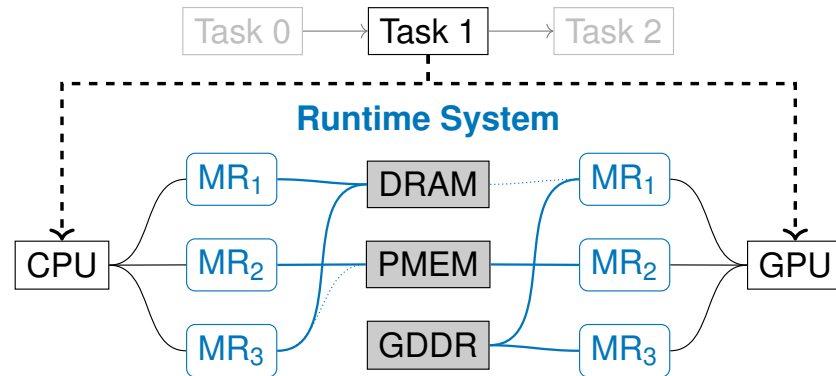 Task 0 Task 1 Task 2
Runtime System
MR₁ DRAM MR₁
CPU MR₂ PMEM MR₂ GPU
MR₃ GDDR MR₃